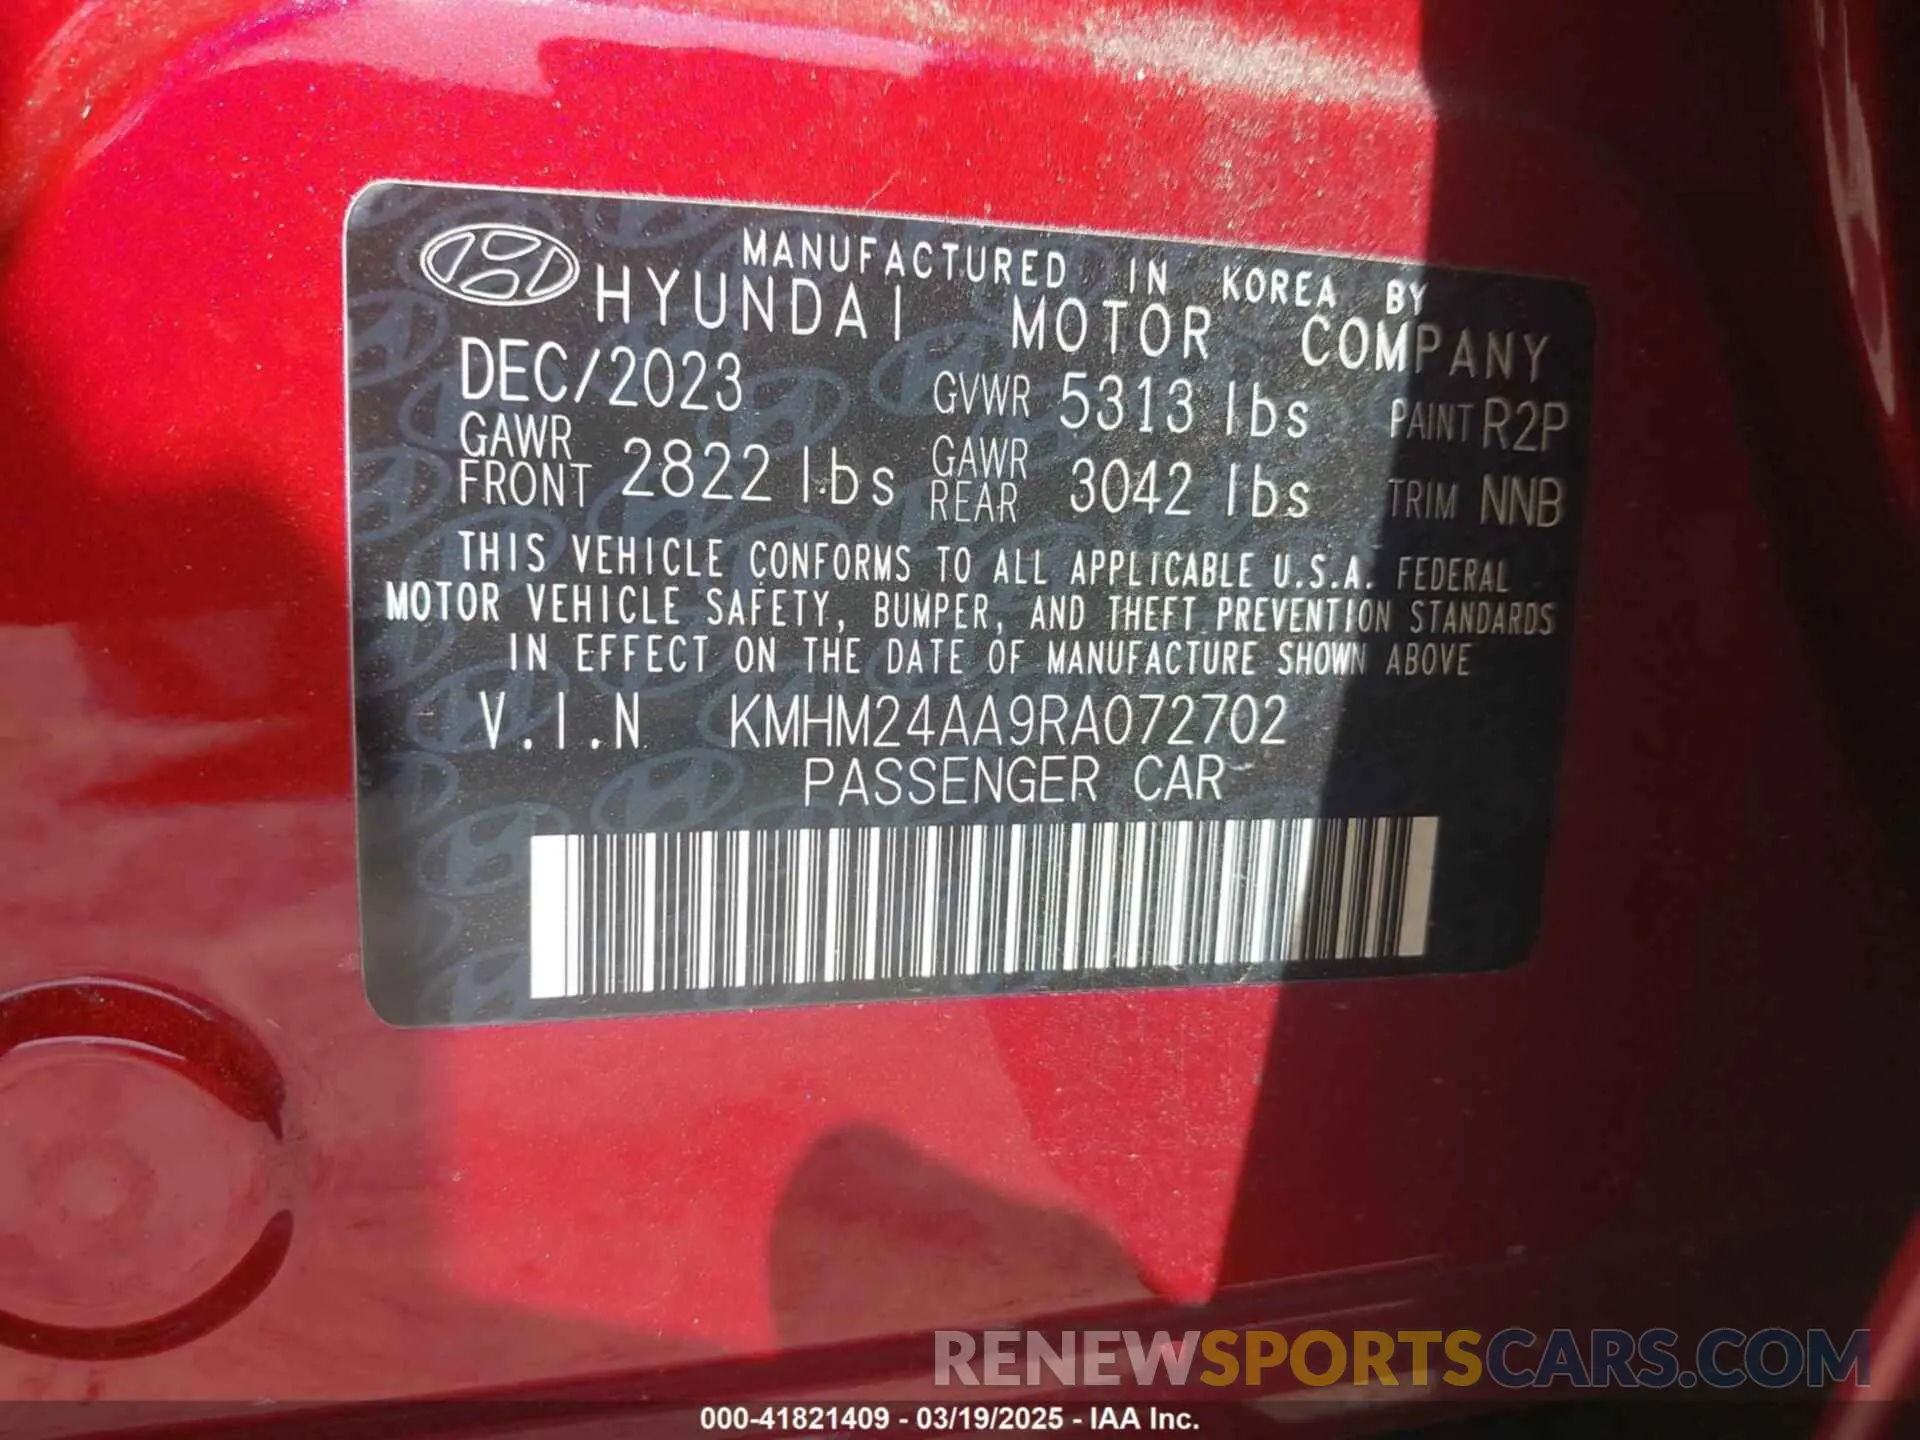 MANUFACTURED IN KOREA BY
HYUNDAI MOTOR COMPANY
DEC/2023 GVWR 5313 lbs PAINT R2P
GAWR FRONT 2822 lbs GAWR REAR 3042 lbs TRIM NNB
THIS VEHICLE CONFORMS TO ALL APPLICABLE U.S.A. FEDERAL
MOTOR VEHICLE SAFETY, BUMPER, AND THEFT PREVENTION STANDARDS
IN EFFECT ON THE DATE OF MANUFACTURE SHOWN ABOVE
V.I.N KMHM24AA9RA072702
PASSENGER CAR
RENEWSPORTSCARS.COM
000-41821409 - 03/19/2025 - IAA Inc.